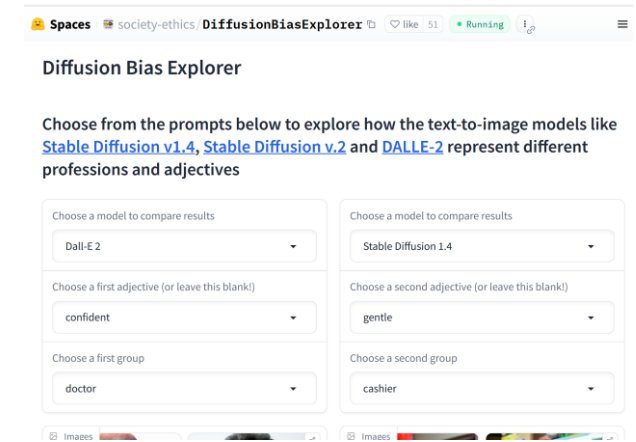 Spaces society-ethics/DiffusionBiasExplorer like 51 Running
Diffusion Bias Explorer
Choose from the prompts below to explore how the text-to-image models like
Stable Diffusion v1.4, Stable Diffusion v.2 and DALLE-2 represent different
professions and adjectives
Choose a model to compare results
Dall-E 2
Choose a first adjective (or leave this blank!)
confident
Choose a first group
doctor
Choose a model to compare results
Stable Diffusion 1.4
Choose a second adjective (or leave this blank!)
gentle
Choose a second group
cashier
Images
Images